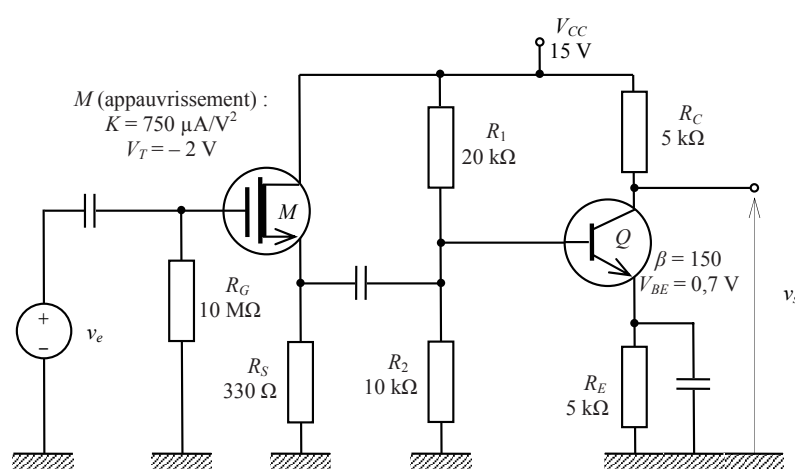 V_CC
15 V
M (appauvrissement) :
K = 750 µA/V²
V_T = – 2 V
R_1
20 kΩ
R_C
5 kΩ
M
Q
β = 150
V_BE = 0,7 V
R_G
10 MΩ
+
–
v_e
R_S
330 Ω
R_2
10 kΩ
R_E
5 kΩ